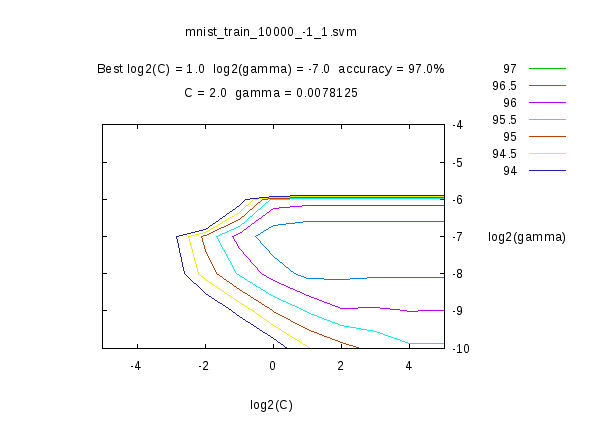 mnist_train_10000_-1_1.svm
Best log2(C) = 1.0 log2(gamma) = -7.0 accuracy = 97.0%
C = 2.0 gamma = 0.0078125
97
96.5
96
95.5
95
94.5
94
-4
-5
-6
-7
-8
-9
-10
log2(gamma)
-4 -2 0 2 4
log2(C)